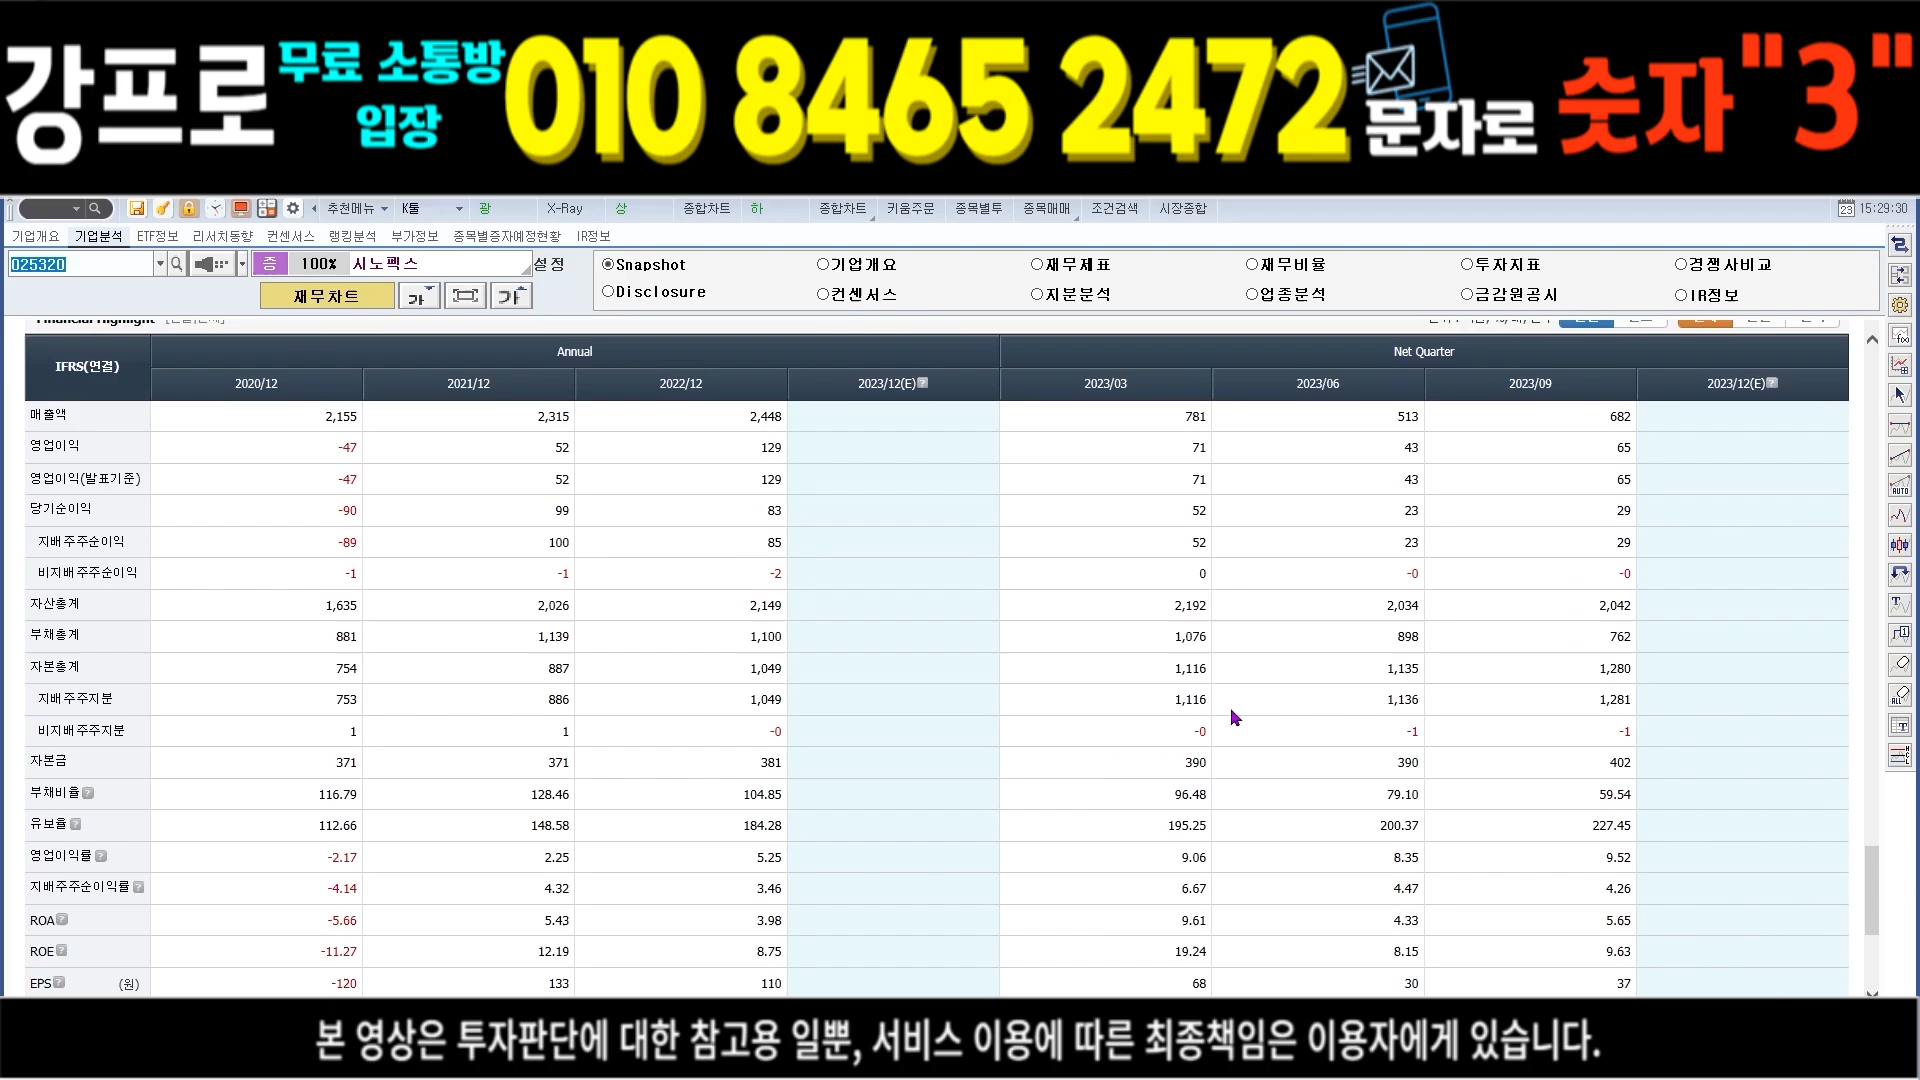 강프로 무료 소통방 입장 010 8465 2472 문자로 숫자"3"
추천메뉴 K툴 광 X-Ray 상 종합차트 하 종합차트 키움주문 종목별투 종목매매 조건검색 시장종합 23 15:29:30
기업개요 기업분석 ETF정보 리서치동향 컨센서스 랭킹분석 부가정보 종목별증자예정현황 IR정보
025320 증 100% 시노펙스 설정 Snapshot 기업개요 재무제표 재무비율 투자지표 경쟁사비교
재무차트 가 가 Disclosure 컨센서스 지분분석 업종분석 금감원공시 IR정보
Financial Highlight
IFRS(연결) Annual Net Quarter
2020/12 2021/12 2022/12 2023/12(E) 2023/03 2023/06 2023/09 2023/12(E)
매출액 2,155 2,315 2,448 781 513 682
영업이익 -47 52 129 71 43 65
영업이익(발표기준) -47 52 129 71 43 65
당기순이익 -90 99 83 52 23 29
지배주주순이익 -89 100 85 52 23 29
비지배주주순이익 -1 -1 -2 0 -0 -0
자산총계 1,635 2,026 2,149 2,192 2,034 2,042
부채총계 881 1,139 1,100 1,076 898 762
자본총계 754 887 1,049 1,116 1,135 1,280
지배주주지분 753 886 1,049 1,116 1,136 1,281
비지배주주지분 1 1 -0 -0 -1 -1
자본금 371 371 381 390 390 402
부채비율 116.79 128.46 104.85 96.48 79.10 59.54
유보율 112.66 148.58 184.28 195.25 200.37 227.45
영업이익률 -2.17 2.25 5.25 9.06 8.35 9.52
지배주주순이익률 -4.14 4.32 3.46 6.67 4.47 4.26
ROA -5.66 5.43 3.98 9.61 4.33 5.65
ROE -11.27 12.19 8.75 19.24 8.15 9.63
EPS (원) -120 133 110 68 30 37
본 영상은 투자판단에 대한 참고용 일뿐, 서비스 이용에 따른 최종책임은 이용자에게 있습니다.